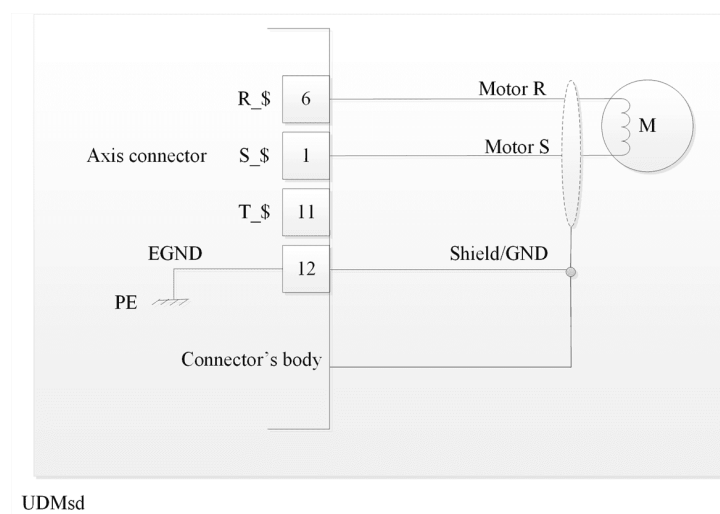 Motor R
R_$ 6
M
Motor S
Axis connector S_$ 1
T_$ 11
EGND
Shield/GND
12
PE
Connector's body
UDMsd